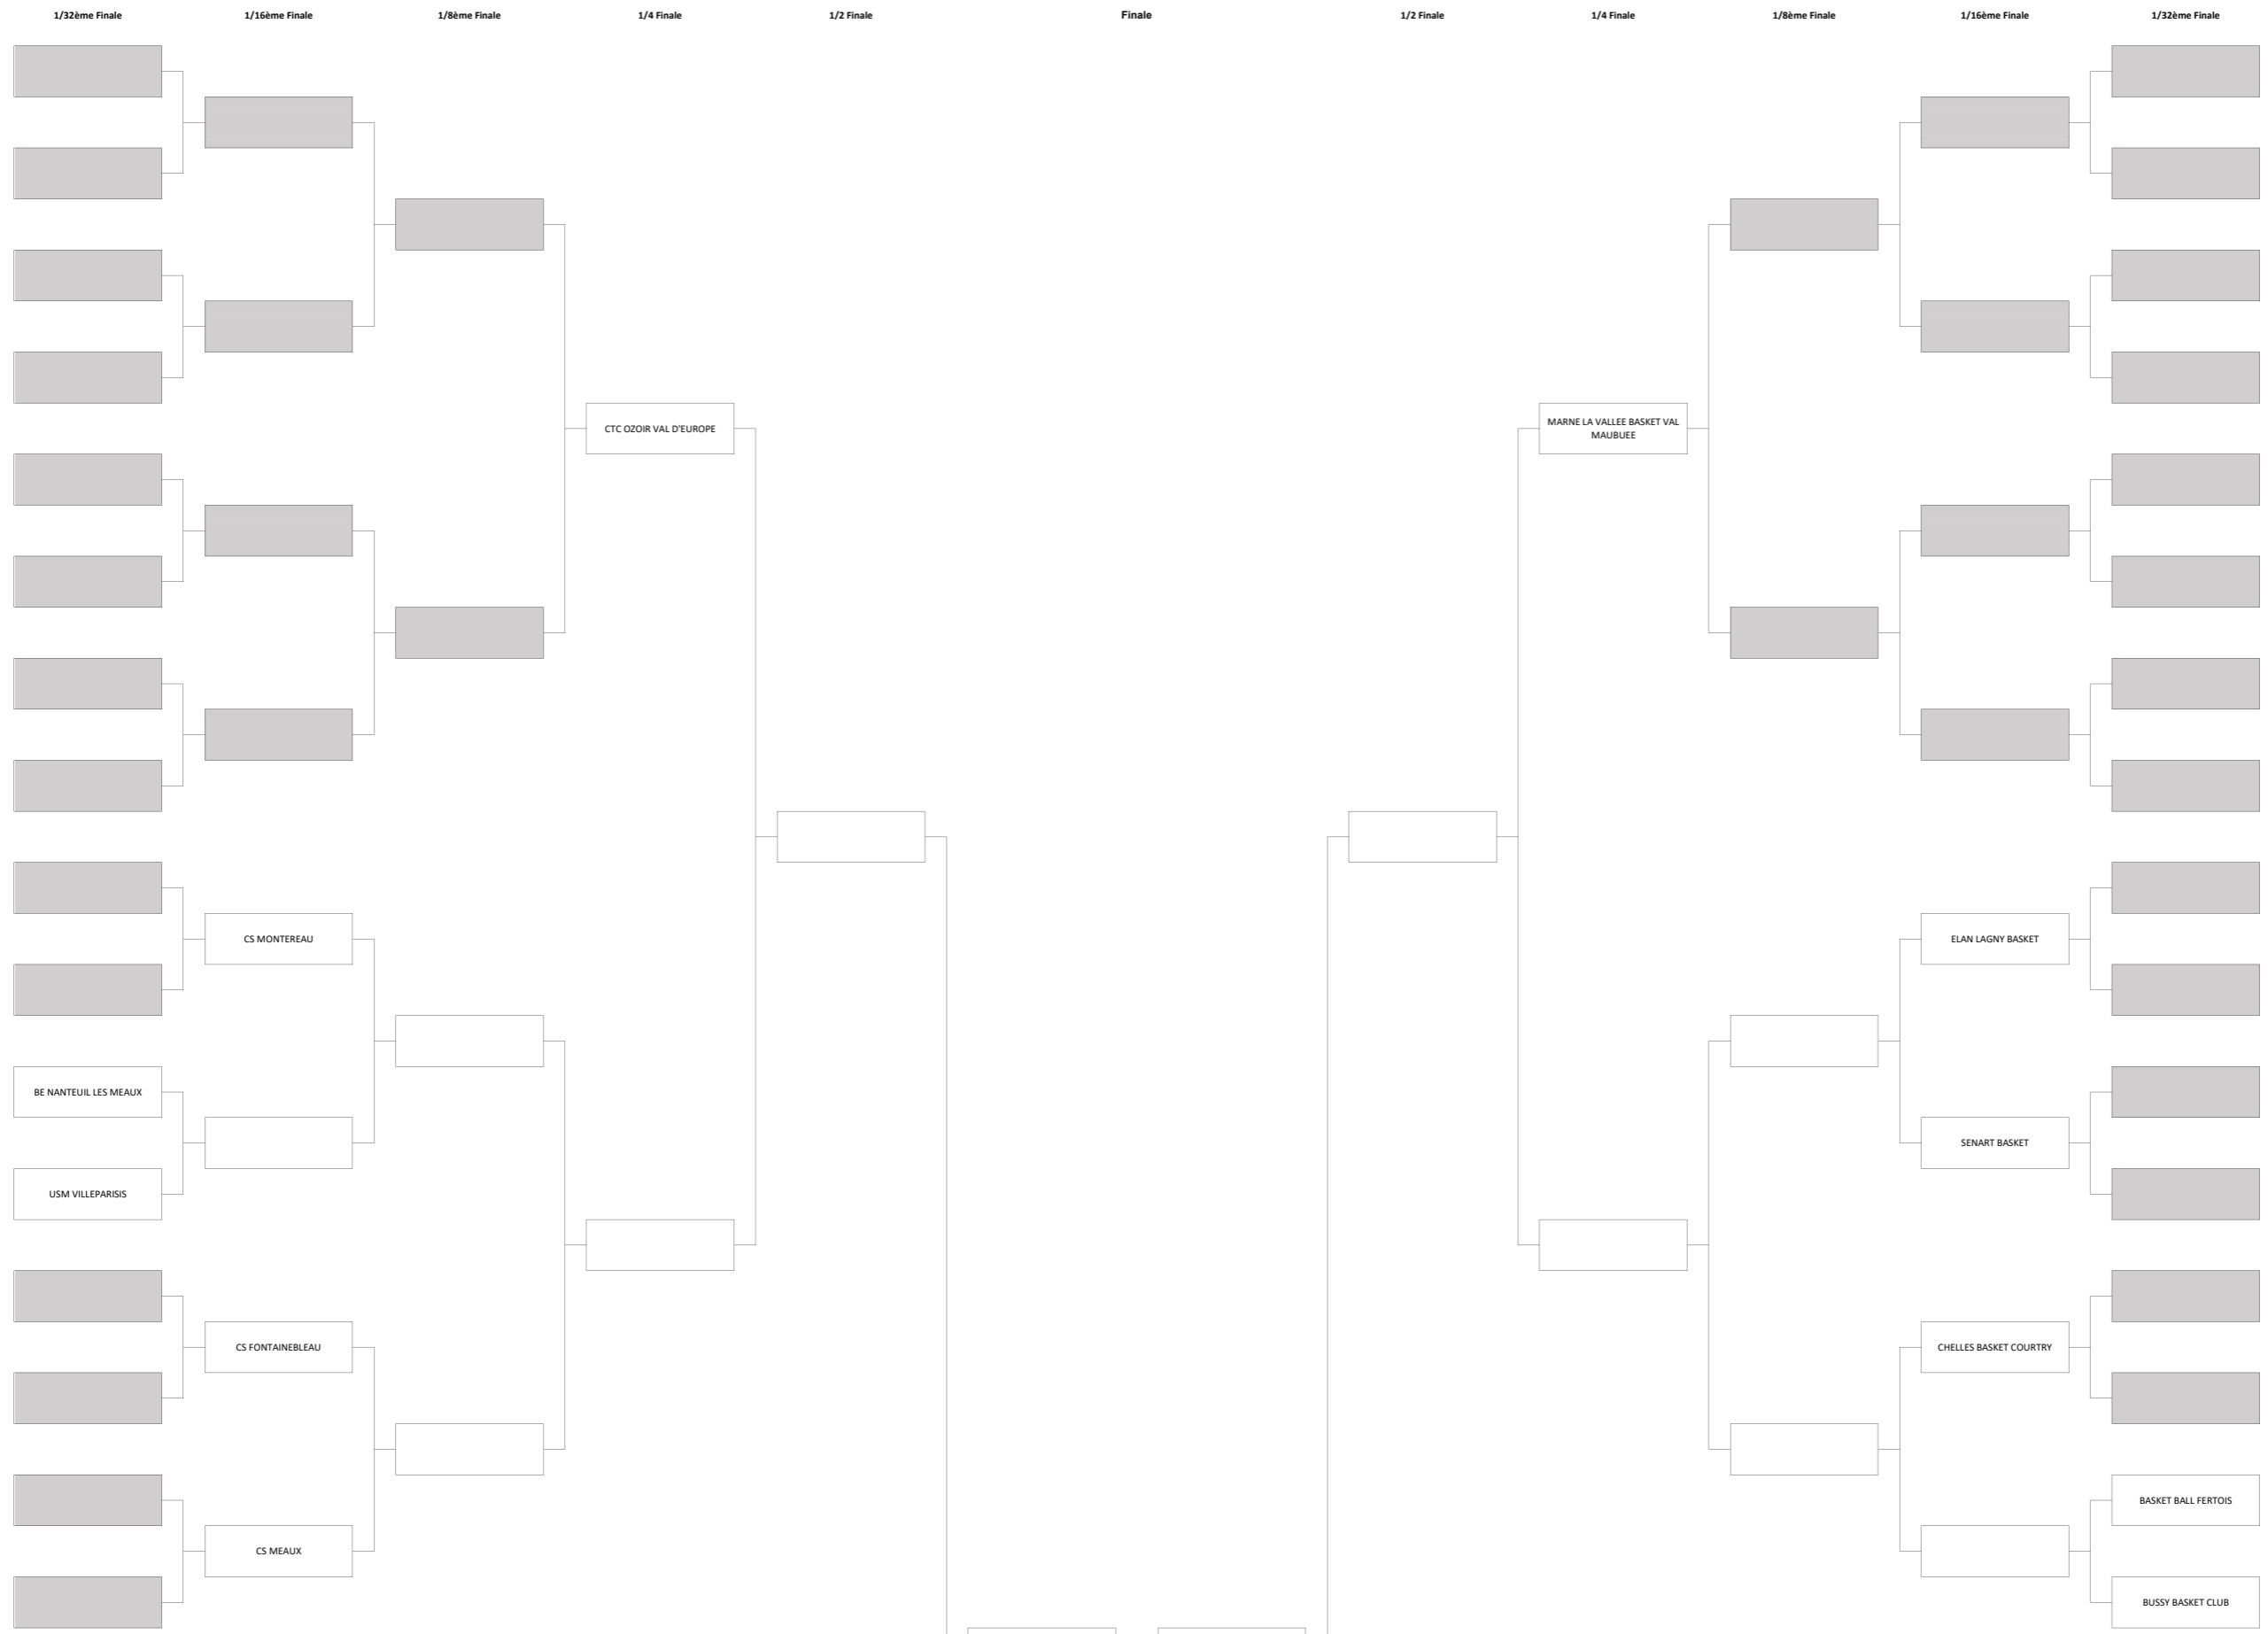 1/32ème Finale
1/16ème Finale
1/8ème Finale
1/4 Finale
1/2 Finale
Finale
1/2 Finale
1/4 Finale
1/8ème Finale
1/16ème Finale
1/32ème Finale
CTC OZOIR VAL D'EUROPE
MARNE LA VALLEE BASKET VAL
MAUBUEE
CS MONTEREAU
ELAN LAGNY BASKET
BE NANTEUIL LES MEAUX
SENART BASKET
USM VILLEPARISIS
CS FONTAINEBLEAU
CHELLES BASKET COURTRY
BASKET BALL FERTOIS
CS MEAUX
BUSSY BASKET CLUB